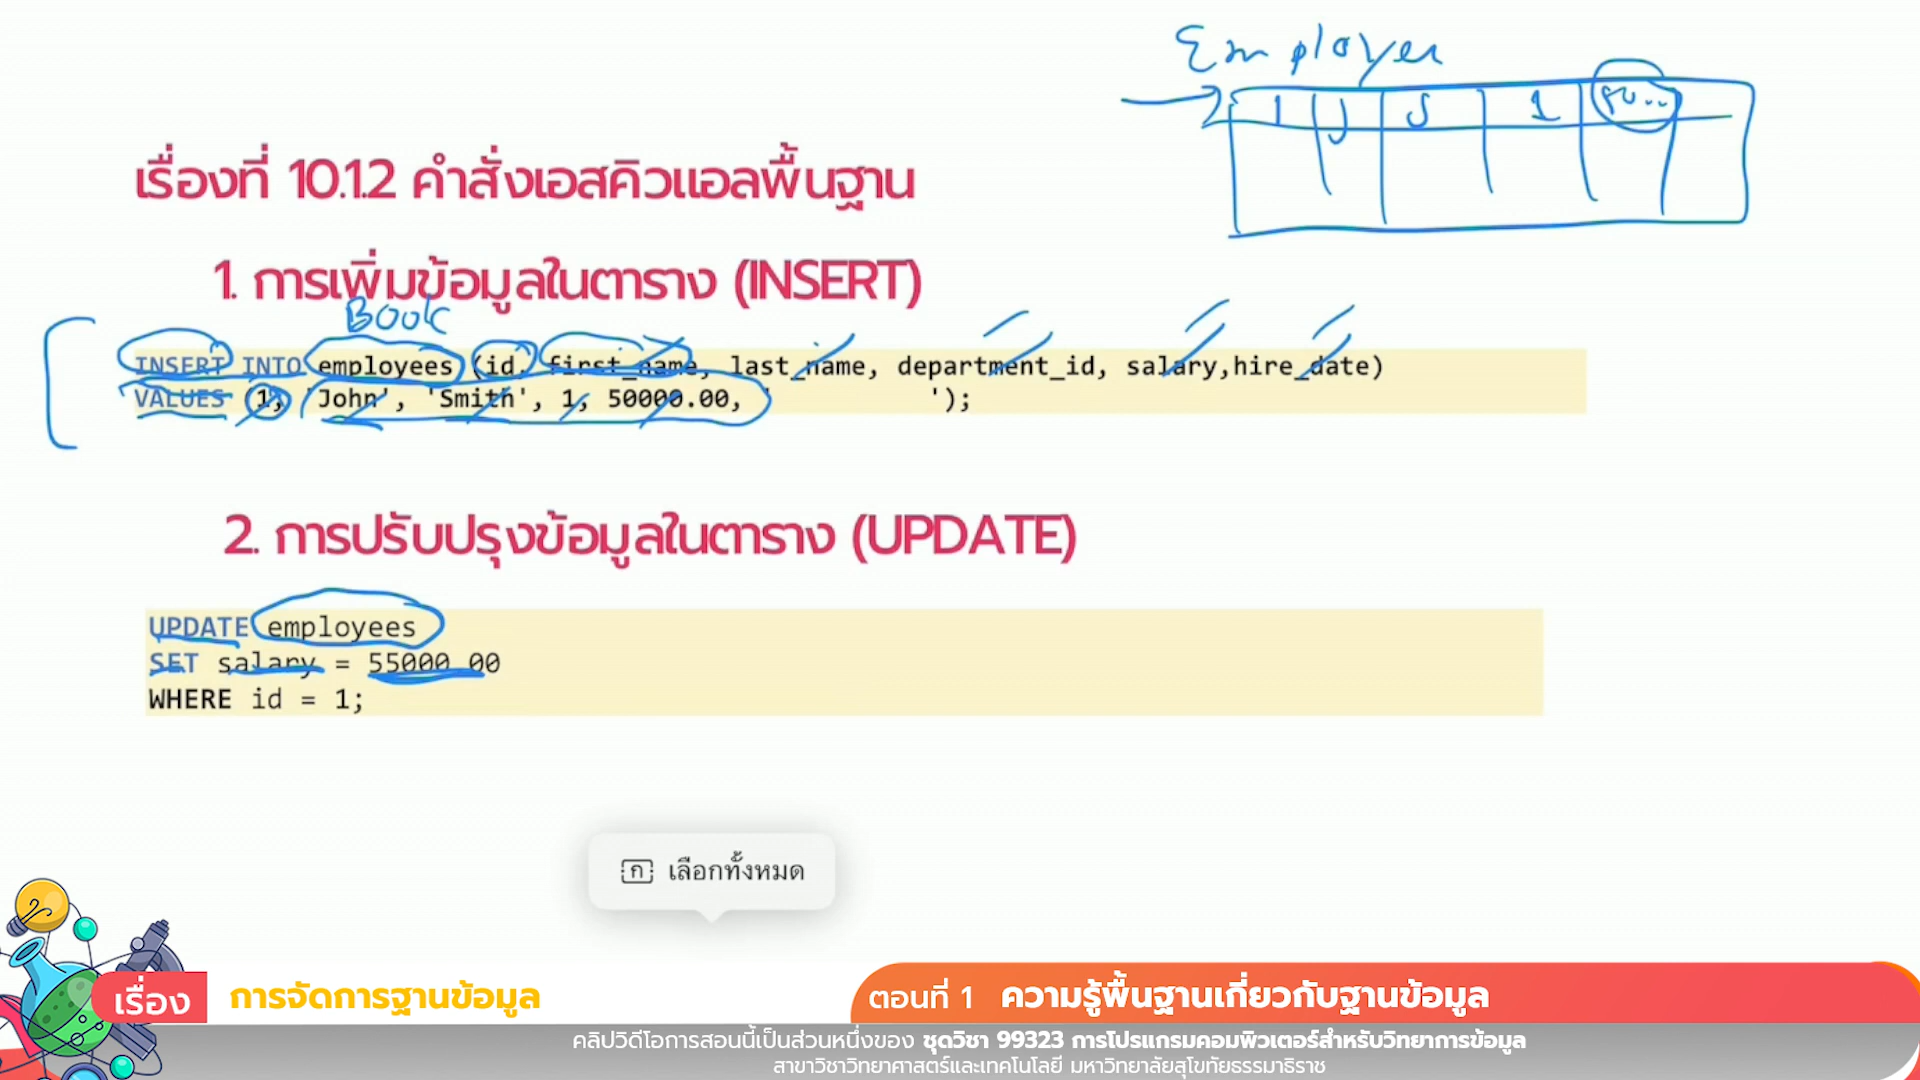 Employee
1 J S 1 50...
เรื่องที่ 10.1.2 คำสั่งเอสคิวแอลพื้นฐาน
1. การเพิ่มข้อมูลในตาราง (INSERT)
BOOK
INSERT INTO employees (id, first_name, last_name, department_id, salary,hire_date)
VALUES (1, 'John', 'Smith', 1, 50000.00, ' ');
2. การปรับปรุงข้อมูลในตาราง (UPDATE)
UPDATE employees
SET salary = 55000.00
WHERE id = 1;
ก เลือกทั้งหมด
เรื่อง การจัดการฐานข้อมูล
ตอนที่ 1 ความรู้พื้นฐานเกี่ยวกับฐานข้อมูล
คลิปวิดีโอการสอนนี้เป็นส่วนหนึ่งของ ชุดวิชา 99323 การโปรแกรมคอมพิวเตอร์สำหรับวิทยาการข้อมูล
สาขาวิชาวิทยาศาสตร์และเทคโนโลยี มหาวิทยาลัยสุโขทัยธรรมาธิราช